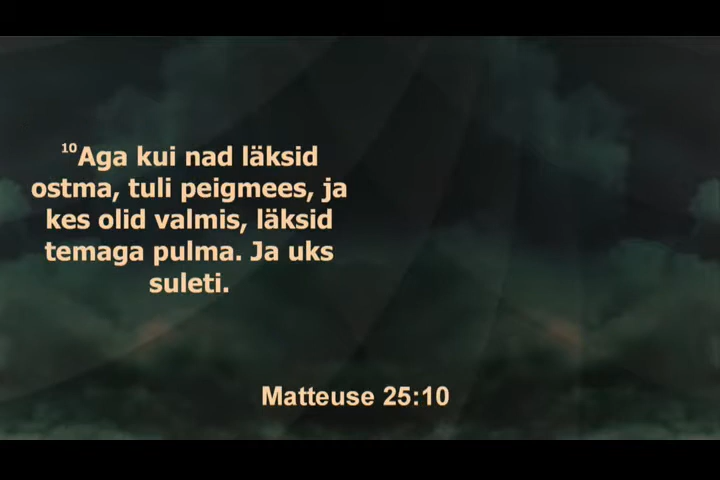 ¹⁰Aga kui nad läksid
ostma, tuli peigmees, ja
kes olid valmis, läksid
temaga pulma. Ja uks
suleti.
Matteuse 25:10